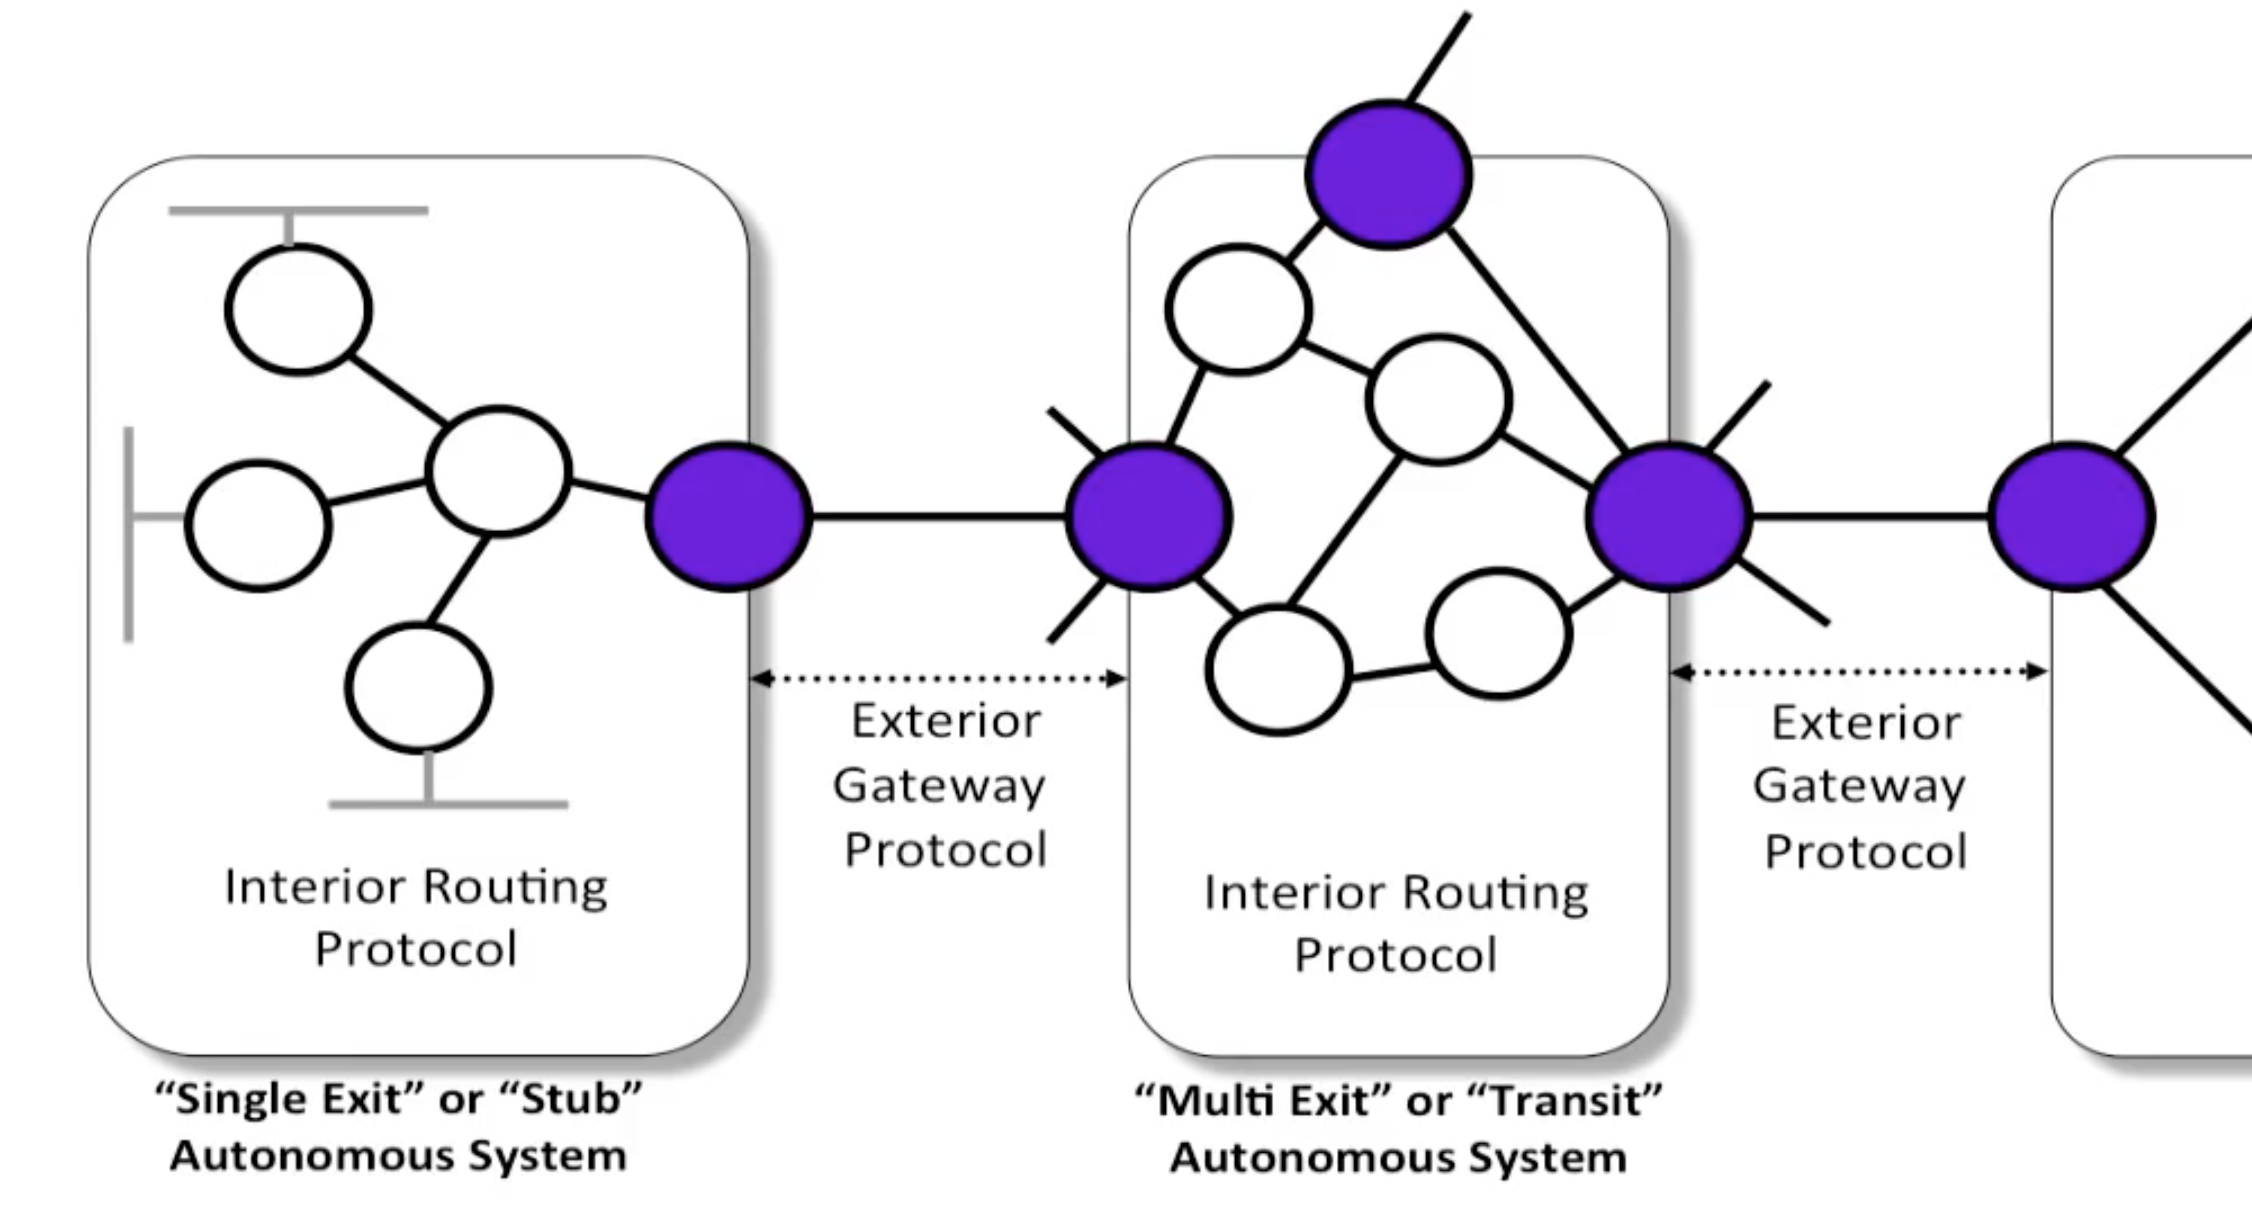 Exterior
Gateway
Protocol
Exterior
Gateway
Protocol
Interior Routing
Protocol
Interior Routing
Protocol
“Single Exit” or “Stub”
Autonomous System
“Multi Exit” or “Transit”
Autonomous System